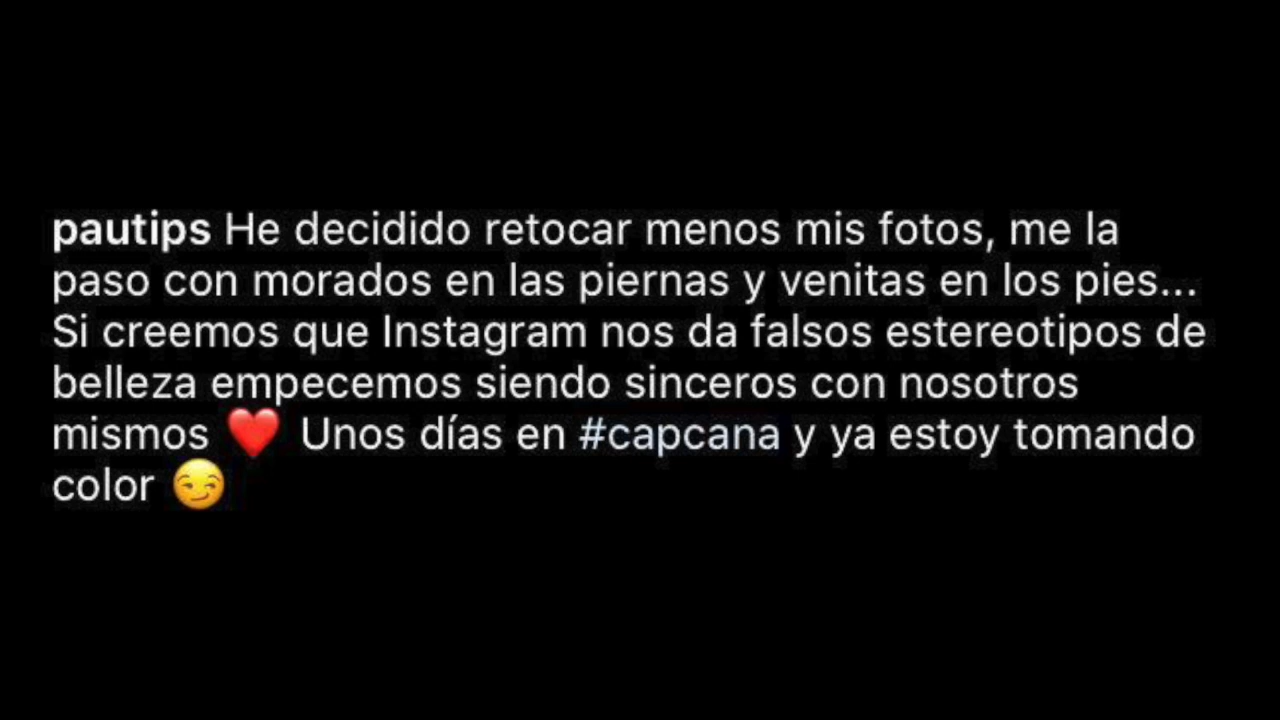 pautips He decidido retocar menos mis fotos, me la
paso con morados en las piernas y venitas en los pies...
Si creemos que Instagram nos da falsos estereotipos de
belleza empecemos siendo sinceros con nosotros
mismos ❤️ Unos días en #capcana y ya estoy tomando
color 😏